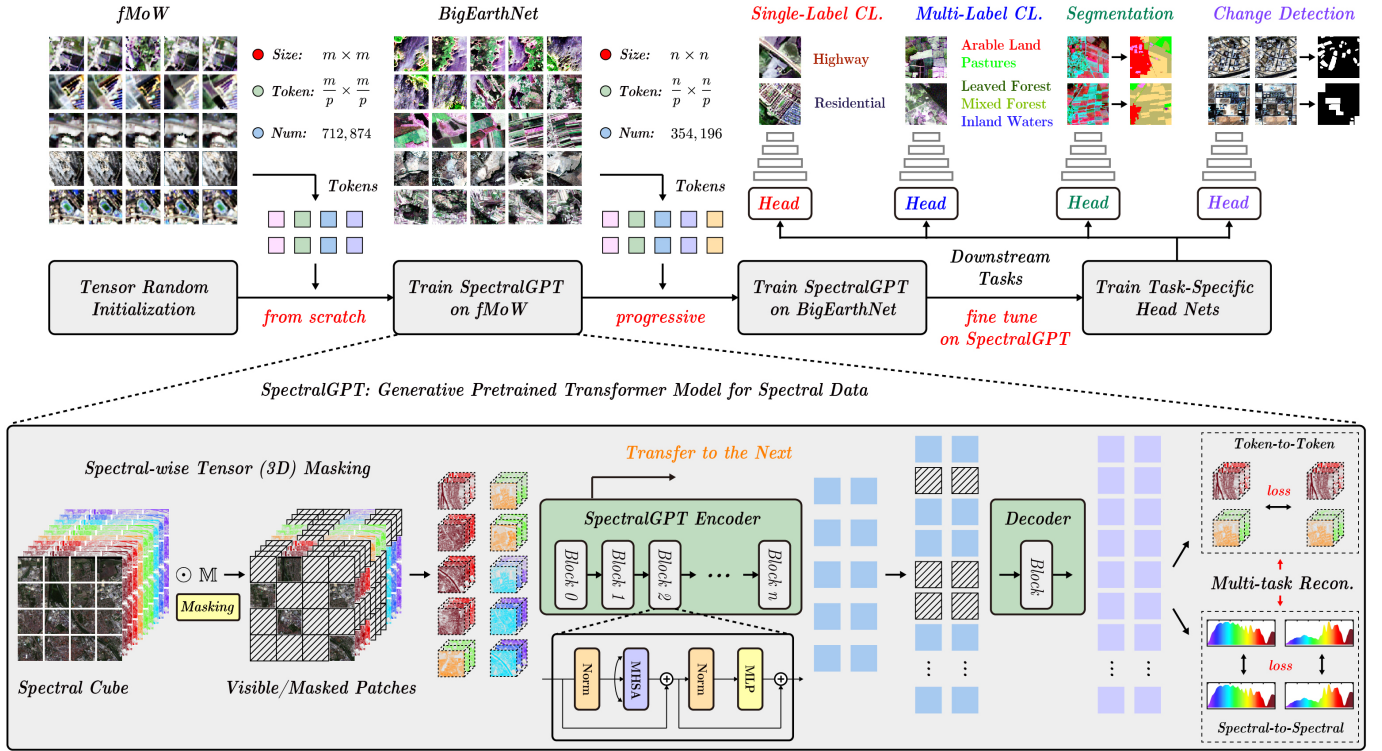 fMoW
BigEarthNet
Single-Label CL.
Multi-Label CL.
Segmentation
Change Detection
Size: m × m
Token: m/p × m/p
Num: 712,874
Tokens
Size: n × n
Token: n/p × n/p
Num: 354,196
Tokens
Highway
Residential
Arable Land
Pastures
Leaved Forest
Mixed Forest
Inland Waters
Head
Head
Head
Head
Tensor Random
Initialization
from scratch
Train SpectralGPT
on fMoW
progressive
Train SpectralGPT
on BigEarthNet
Downstream
Tasks
fine tune
on SpectralGPT
Train Task-Specific
Head Nets
SpectralGPT: Generative Pretrained Transformer Model for Spectral Data
Spectral-wise Tensor (3D) Masking
⊙ 𝕄
Masking
Spectral Cube
Visible/Masked Patches
Transfer to the Next
SpectralGPT Encoder
Block 0
Block 1
Block 2
...
Block n
Norm
MHSA
+
Norm
MLP
+
Decoder
Block
Token-to-Token
loss
Multi-task Recon.
loss
Spectral-to-Spectral